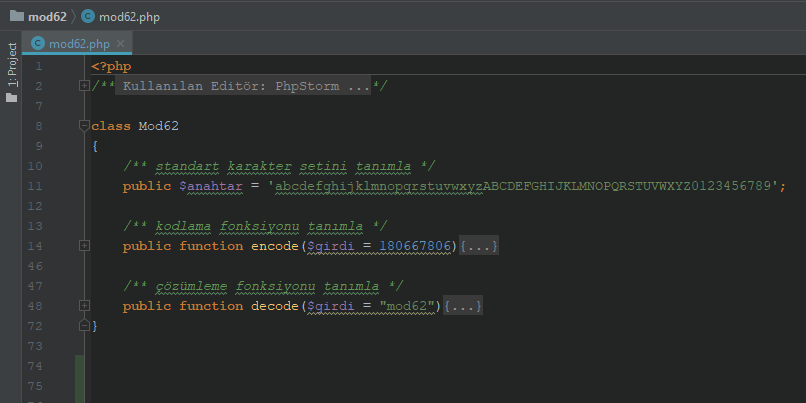 mod62 mod62.php
mod62.php
1: Project
1 <?php
2 /** Kullanılan Editör: PhpStorm ...*/
7
8 class Mod62
9 {
10 /** standart karakter setini tanımla */
11 public $anahtar = 'abcdefghijklmnopqrstuvwxyzABCDEFGHIJKLMNOPQRSTUVWXYZ0123456789';
12
13 /** kodlama fonksiyonu tanımla */
14 public function encode($girdi = 180667806){...}
46
47 /** çözümleme fonksiyonu tanımla */
48 public function decode($girdi = "mod62"){...}
72 }
73
74
75